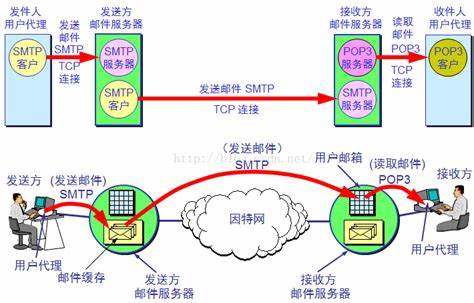 发件人
用户代理
发送方
邮件服务器
接收方
邮件服务器
收件人
用户代理
SMTP
客户
发送
邮件
SMTP
TCP
连接
SMTP
服务器
SMTP
客户
发送邮件 SMTP
TCP 连接
POP3
服务器
SMTP
服务器
读取
邮件
POP3
TCP
连接
POP3
客户
发送方
(发送邮件)
SMTP
(发送邮件)
SMTP
用户邮箱
(读取邮件)
POP3
接收方
因特网
用户代理
邮件缓存
发送方
邮件服务器
接收方
邮件服务器
用户代理